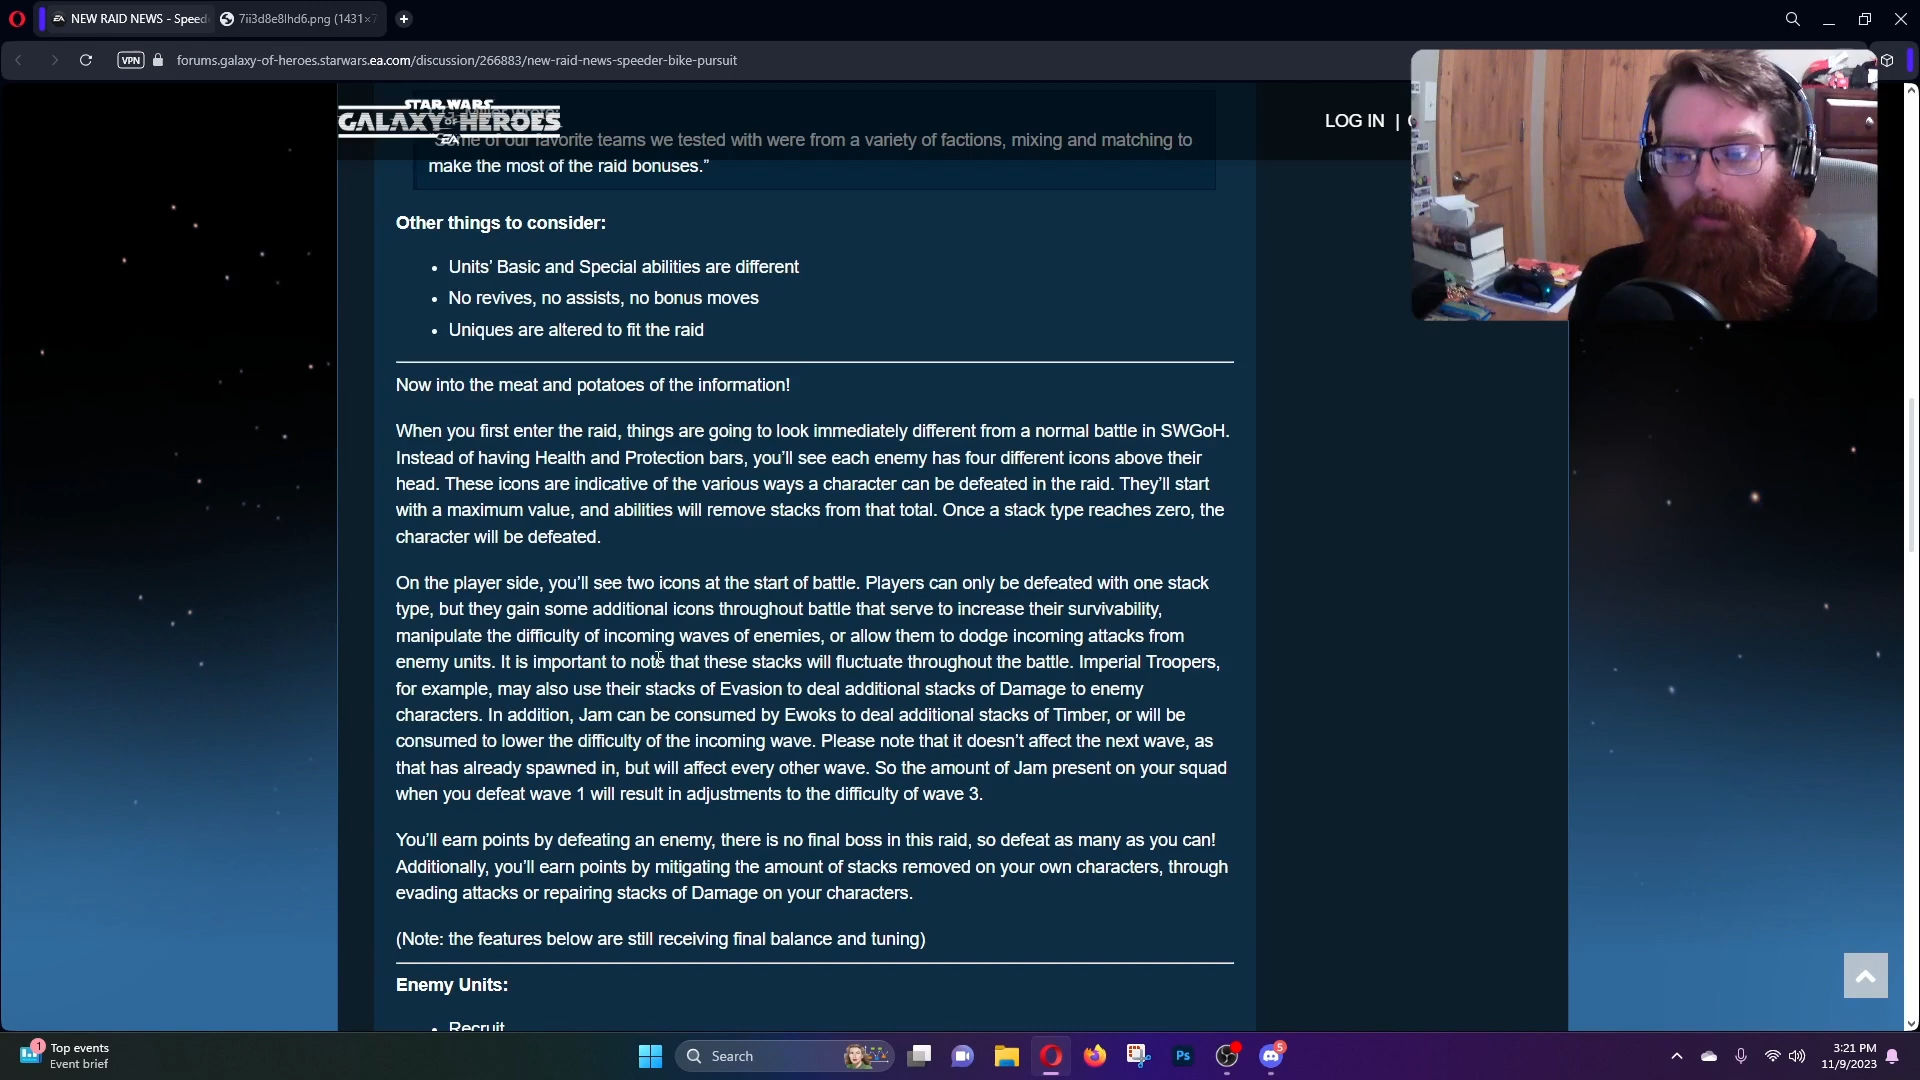 NEW RAID NEWS - Speed
7ii3d8e8lhd6.png (1431×7
VPN
forums.galaxy-of-heroes.starwars.ea.com/discussion/266883/new-raid-news-speeder-bike-pursuit
STAR WARS
GALAXY OF HEROES
EA
LOG IN |
"Some of our favorite teams we tested with were from a variety of factions, mixing and matching to
make the most of the raid bonuses."
Other things to consider:
• Units' Basic and Special abilities are different
• No revives, no assists, no bonus moves
• Uniques are altered to fit the raid
Now into the meat and potatoes of the information!
When you first enter the raid, things are going to look immediately different from a normal battle in SWGoH.
Instead of having Health and Protection bars, you'll see each enemy has four different icons above their
head. These icons are indicative of the various ways a character can be defeated in the raid. They'll start
with a maximum value, and abilities will remove stacks from that total. Once a stack type reaches zero, the
character will be defeated.
On the player side, you'll see two icons at the start of battle. Players can only be defeated with one stack
type, but they gain some additional icons throughout battle that serve to increase their survivability,
manipulate the difficulty of incoming waves of enemies, or allow them to dodge incoming attacks from
enemy units. It is important to note that these stacks will fluctuate throughout the battle. Imperial Troopers,
for example, may also use their stacks of Evasion to deal additional stacks of Damage to enemy
characters. In addition, Jam can be consumed by Ewoks to deal additional stacks of Timber, or will be
consumed to lower the difficulty of the incoming wave. Please note that it doesn't affect the next wave, as
that has already spawned in, but will affect every other wave. So the amount of Jam present on your squad
when you defeat wave 1 will result in adjustments to the difficulty of wave 3.
You'll earn points by defeating an enemy, there is no final boss in this raid, so defeat as many as you can!
Additionally, you'll earn points by mitigating the amount of stacks removed on your own characters, through
evading attacks or repairing stacks of Damage on your characters.
(Note: the features below are still receiving final balance and tuning)
Enemy Units:
• Recruit
1
Top events
Event brief
Search
Ps
5
3:21 PM
11/9/2023